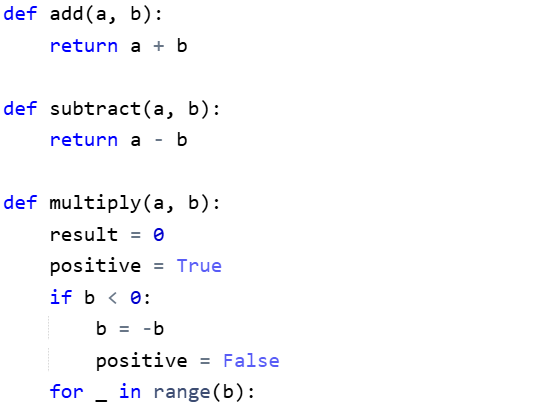 def add(a, b):
    return a + b

def subtract(a, b):
    return a - b

def multiply(a, b):
    result = 0
    positive = True
    if b < 0:
        b = -b
        positive = False
    for _ in range(b):